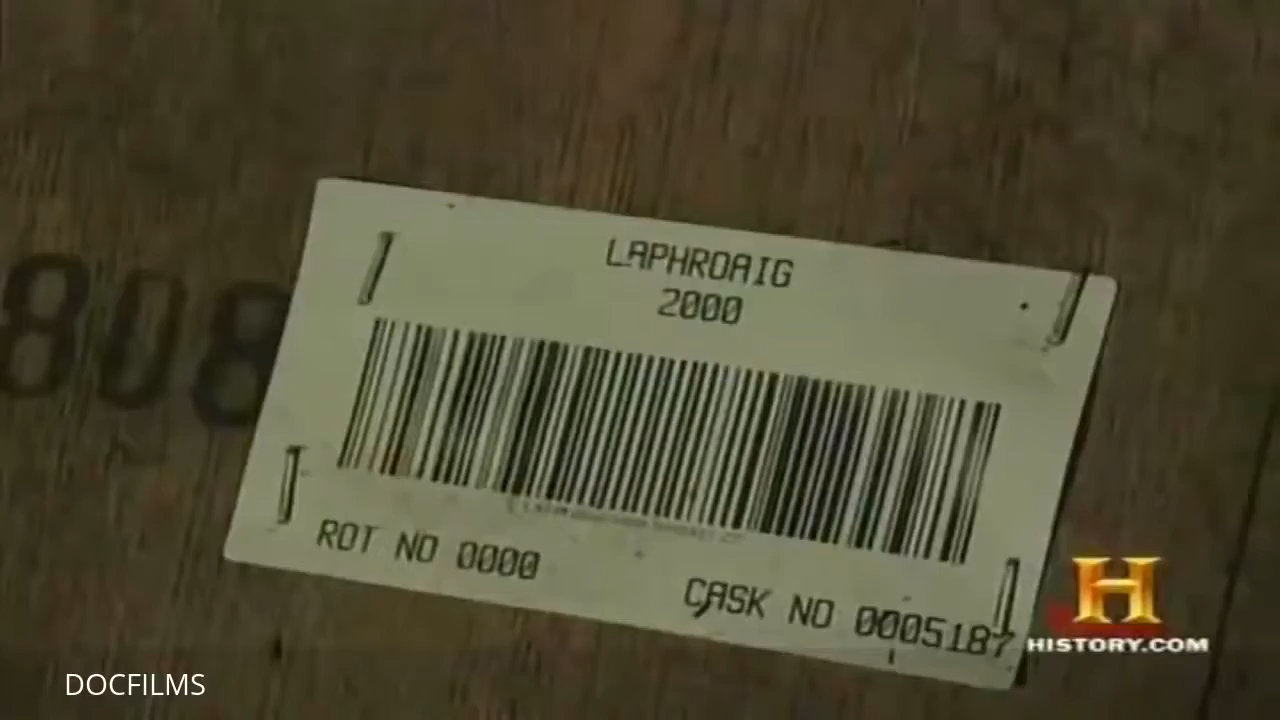 LAPHROAIG
2000
808
ROT NO 0000
CASK NO 0005187
H
HISTORY.COM
DOCFILMS